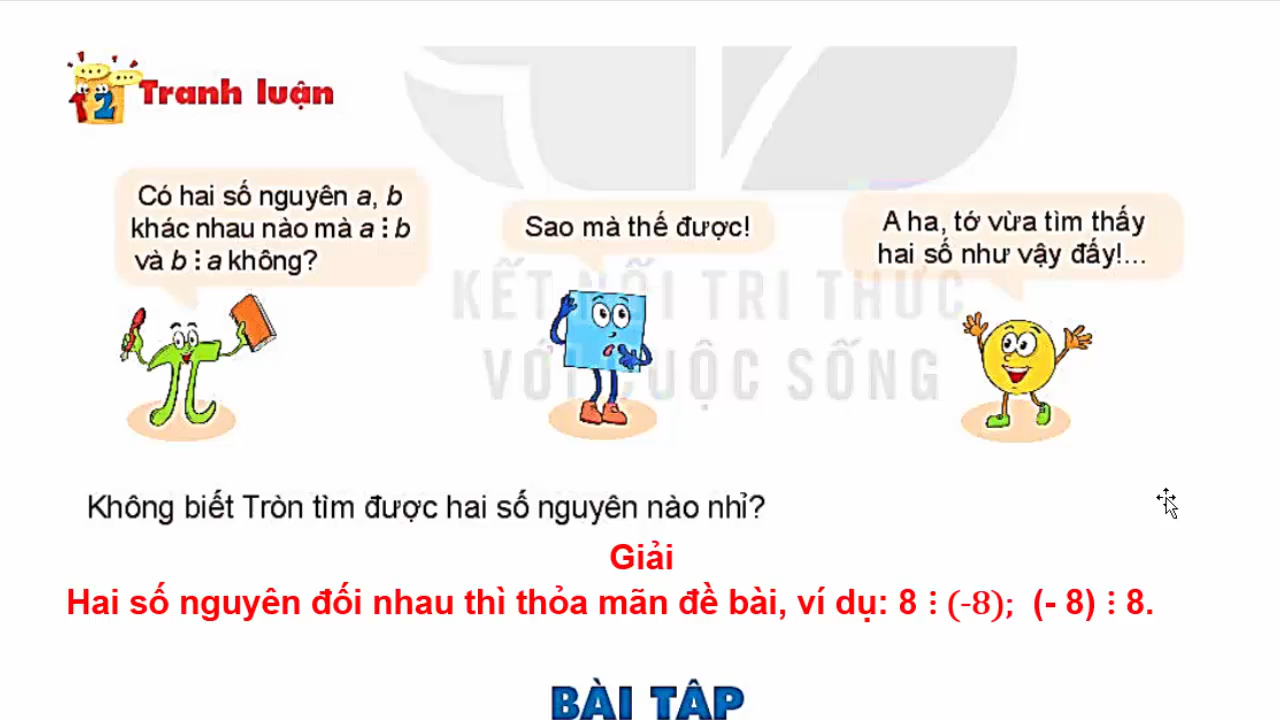 Tranh luận
Có hai số nguyên a, b
khác nhau nào mà a ⋮ b
và b ⋮ a không?
Sao mà thế được!
A ha, tớ vừa tìm thấy
hai số như vậy đấy!...
KẾT NỐI TRI THỨC
VỚI CUỘC SỐNG
Không biết Tròn tìm được hai số nguyên nào nhỉ?
Giải
Hai số nguyên đối nhau thì thỏa mãn đề bài, ví dụ: 8 ⋮ (-8); (- 8) ⋮ 8.
BÀI TẬP